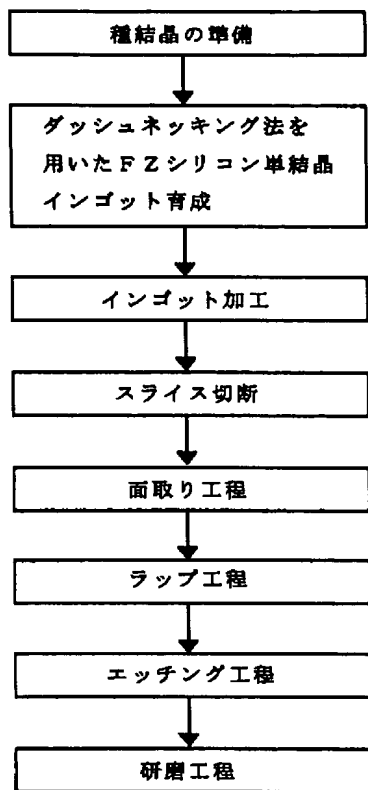 種結晶の準備
ダッシュネッキング法を
用いたFZシリコン単結晶
インゴット育成
インゴット加工
スライス切断
面取り工程
ラップ工程
エッチング工程
研磨工程